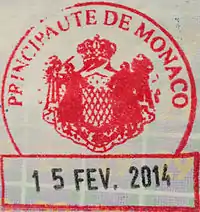 PRINCIPAUTE DE MONACO
15 FEV. 2014